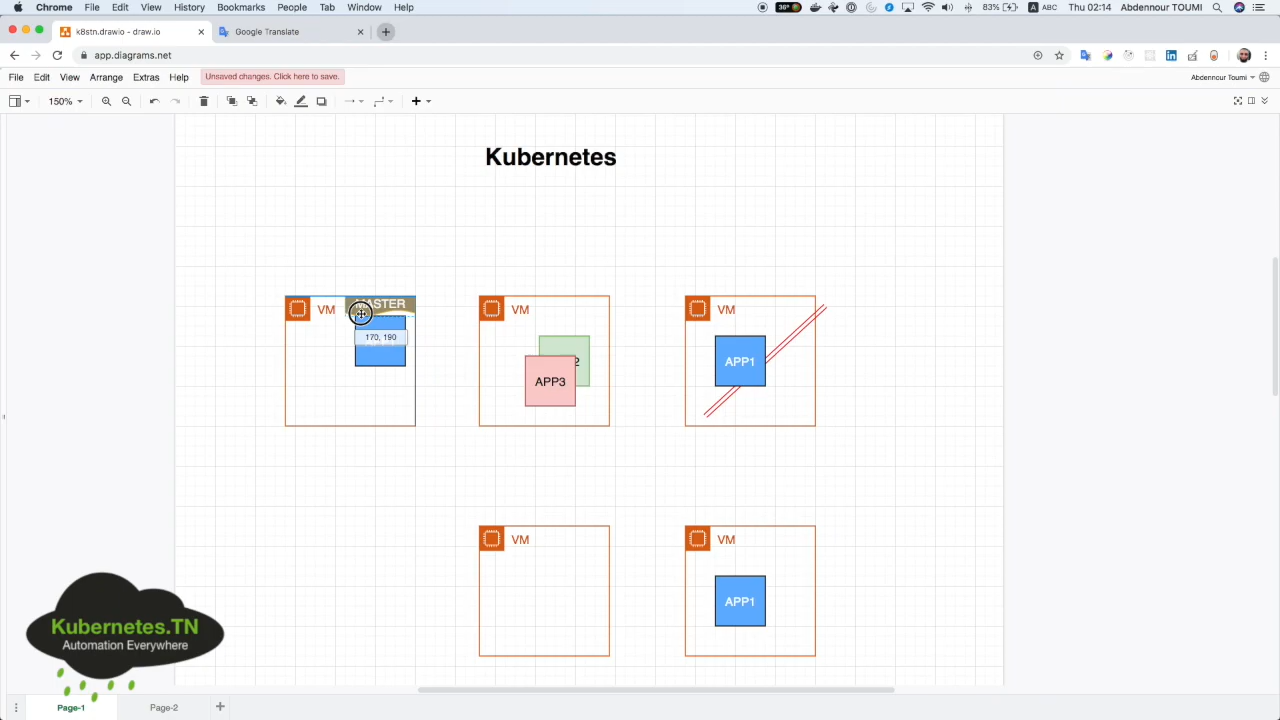 Chrome File Edit View History Bookmarks People Tab Window Help 36° 83% ABC Thu 02:14 Abdennour TOUMI
k8stn.drawio - draw.io Google Translate
app.diagrams.net
File Edit View Arrange Extras Help Unsaved changes. Click here to save. Abdennour Toumi
150%
Kubernetes
VM MASTER
VM
VM
170, 190
2
APP3
APP1
VM
VM
APP1
Kubernetes.TN
Automation Everywhere
Page-1 Page-2